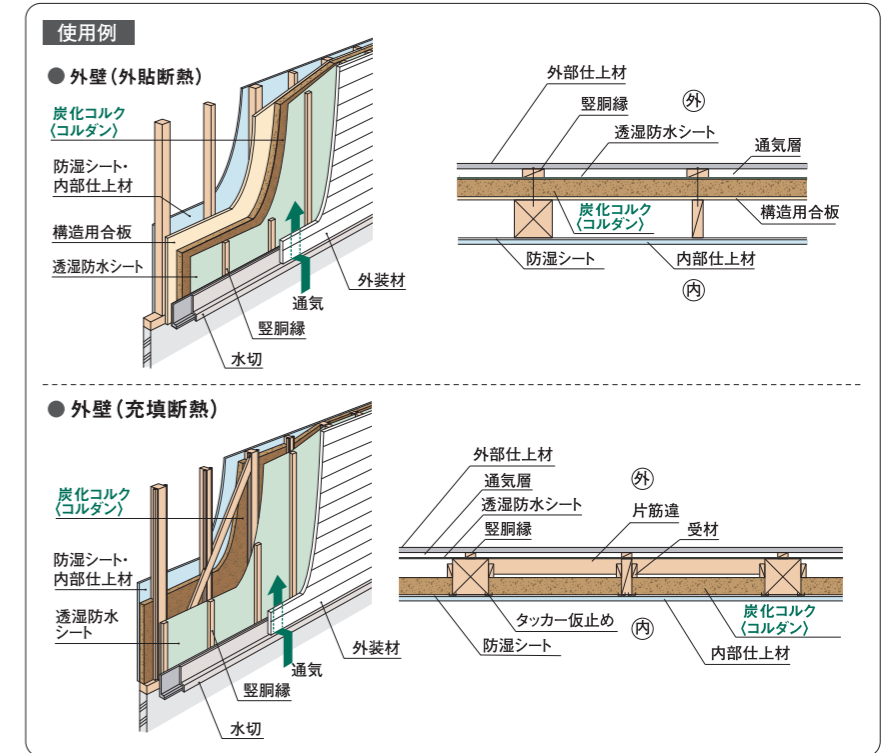 使用例
● 外壁（外貼断熱）
炭化コルク
〈コルダン〉
防湿シート・
内部仕上材
構造用合板
透湿防水シート
外装材
通気
竪胴縁
水切
外部仕上材
竪胴縁
外
透湿防水シート
通気層
炭化コルク
〈コルダン〉
構造用合板
防湿シート
内部仕上材
内
● 外壁（充填断熱）
炭化コルク
〈コルダン〉
防湿シート・
内部仕上材
透湿防水
シート
外装材
通気
竪胴縁
水切
外部仕上材
通気層
外
透湿防水シート
片筋違
竪胴縁
受材
タッカー仮止め
内
炭化コルク
〈コルダン〉
防湿シート
内部仕上材